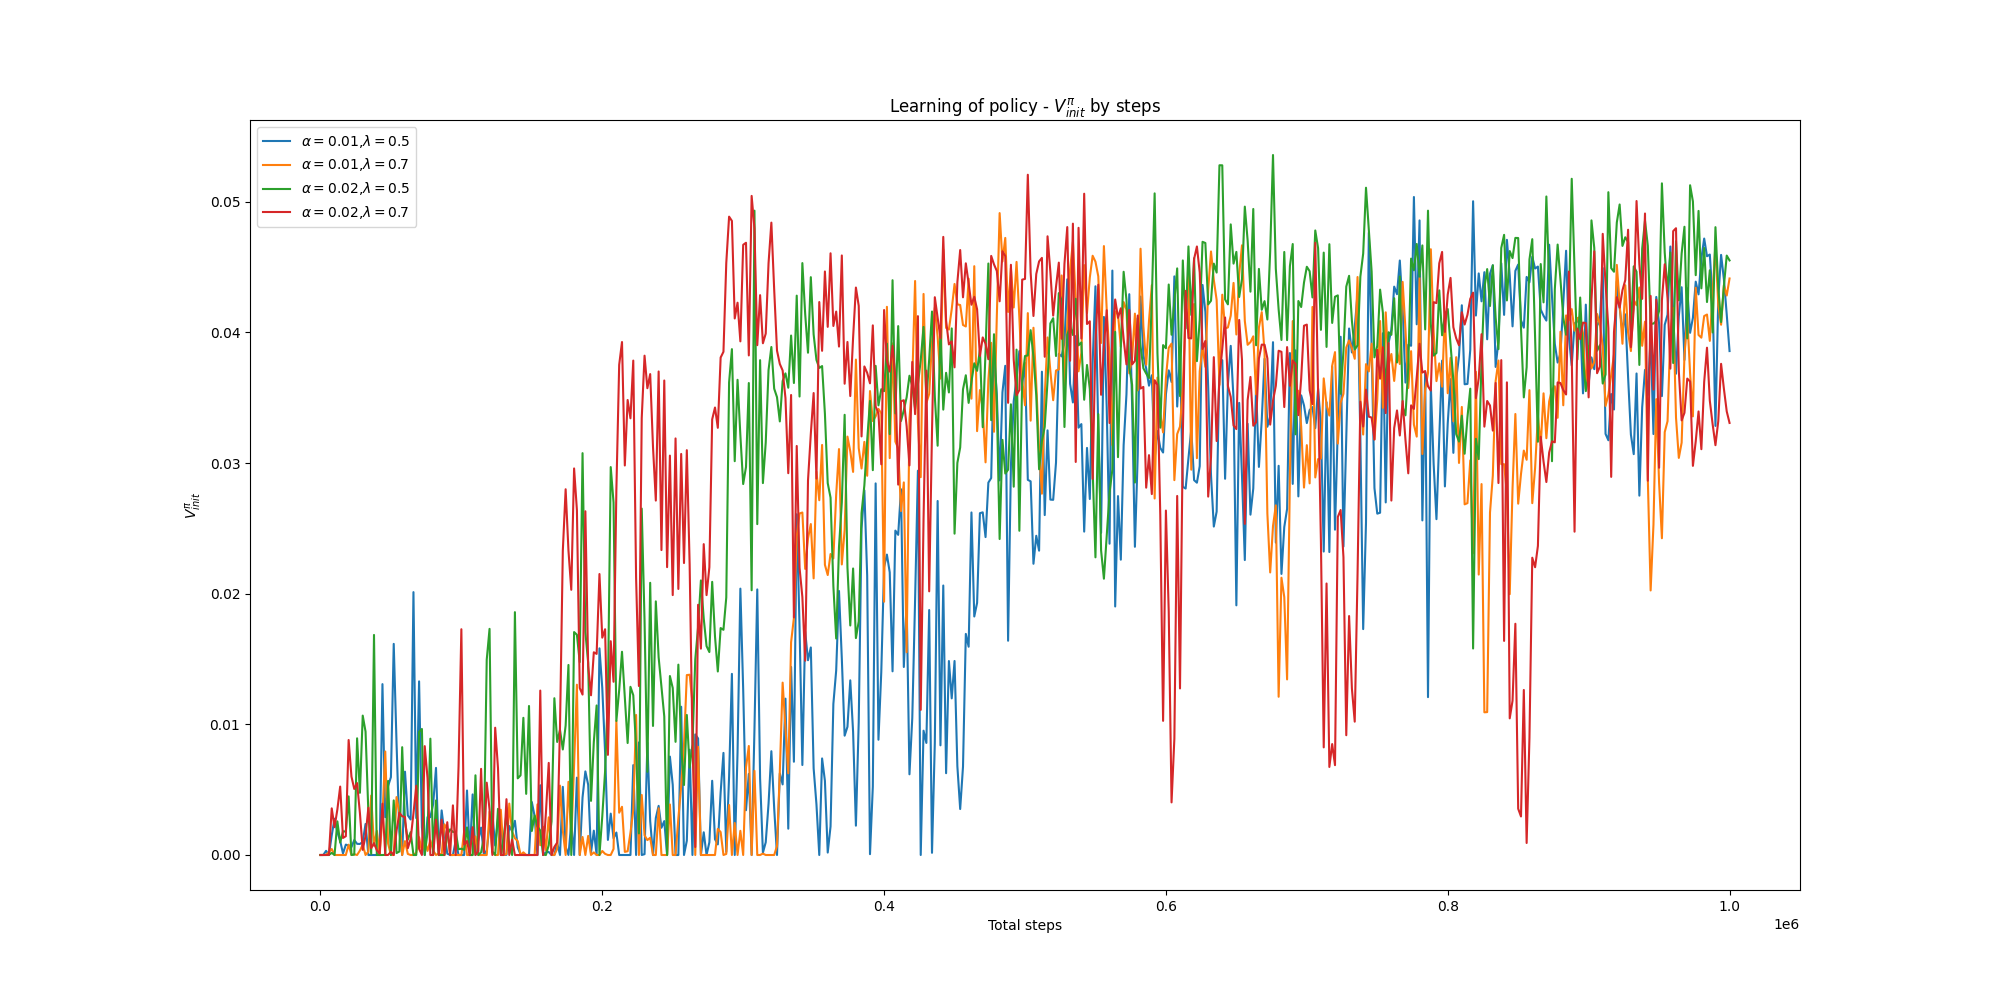 Learning of policy - $V_{init}^{\pi}$ by steps
α = 0.01,λ = 0.5
α = 0.01,λ = 0.7
α = 0.02,λ = 0.5
α = 0.02,λ = 0.7
$V_{init}^{\pi}$
0.05
0.04
0.03
0.02
0.01
0.00
0.0 0.2 0.4 0.6 0.8 1.0
Total steps 1e6